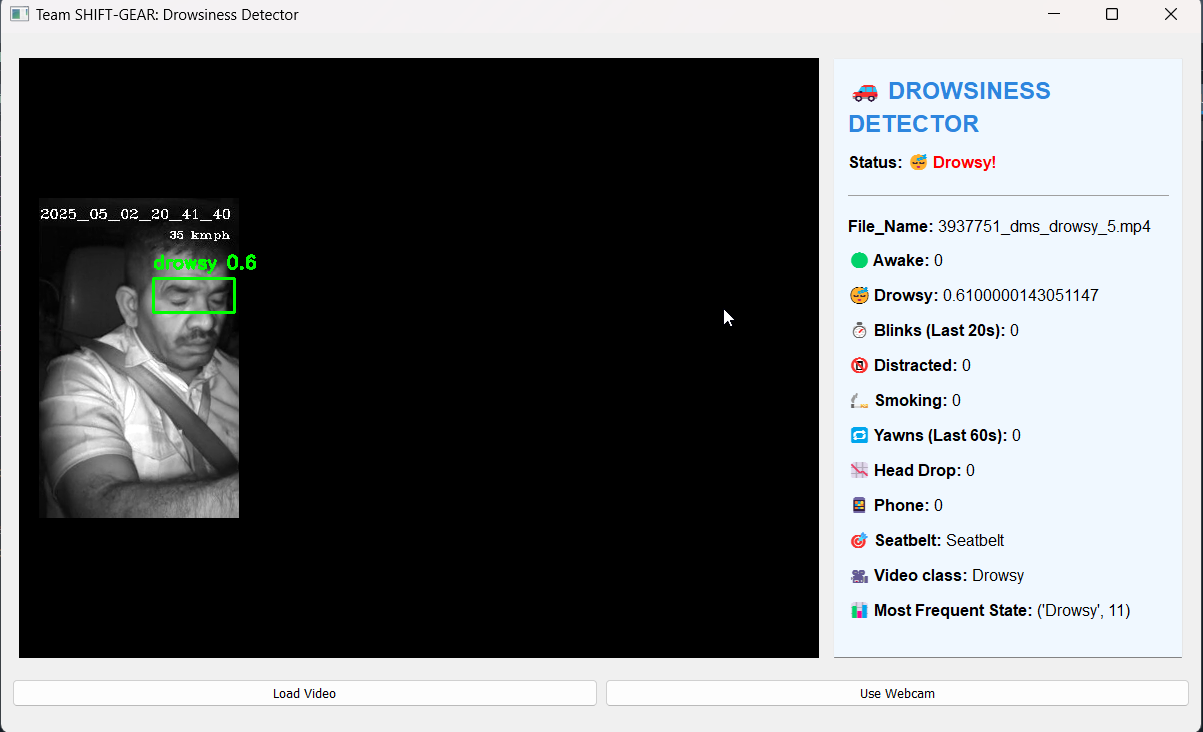 Team SHIFT-GEAR: Drowsiness Detector
2025_05_02_20_41_40
35 kmph
drowsy 0.6
DROWSINESS
DETECTOR
Status: 😴 Drowsy!
File_Name: 3937751_dms_drowsy_5.mp4
Awake: 0
Drowsy: 0.6100000143051147
Blinks (Last 20s): 0
Distracted: 0
Smoking: 0
Yawns (Last 60s): 0
Head Drop: 0
Phone: 0
Seatbelt: Seatbelt
Video class: Drowsy
Most Frequent State: ('Drowsy', 11)
Load Video
Use Webcam